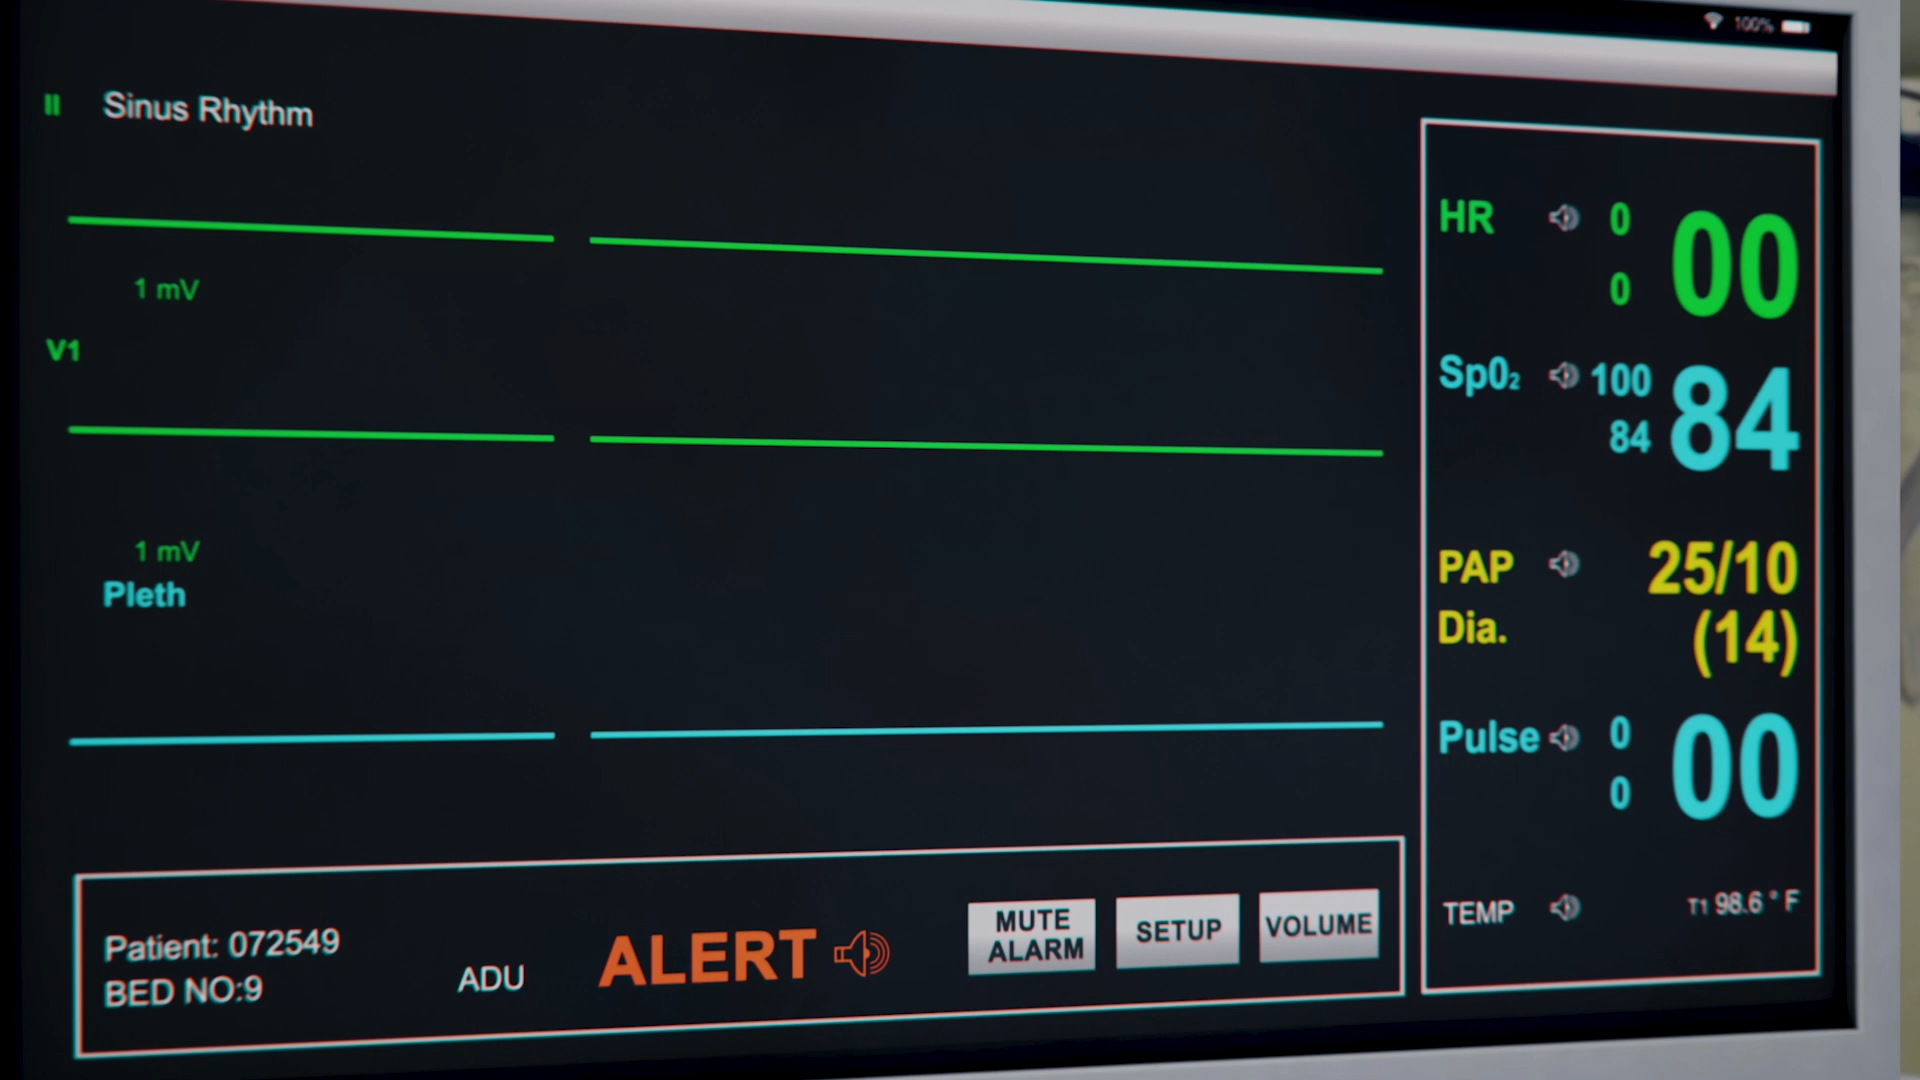 100%
II Sinus Rhythm
1 mV
V1
1 mV
Pleth
HR 0 00
0
Sp0₂ 100 84
84
PAP 25/10
Dia. (14)
Pulse 0 00
0
TEMP T1 98.6 ° F
Patient: 072549
BED NO:9
ADU
ALERT
MUTE
ALARM
SETUP
VOLUME